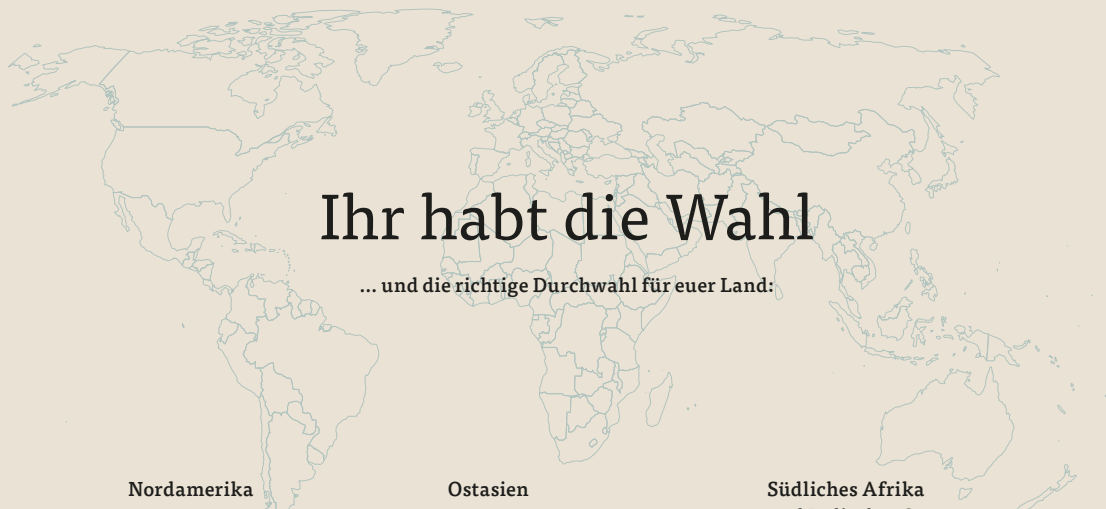 Ihr habt die Wahl
... und die richtige Durchwahl für euer Land:
Nordamerika
Ostasien
Südliches Afrika